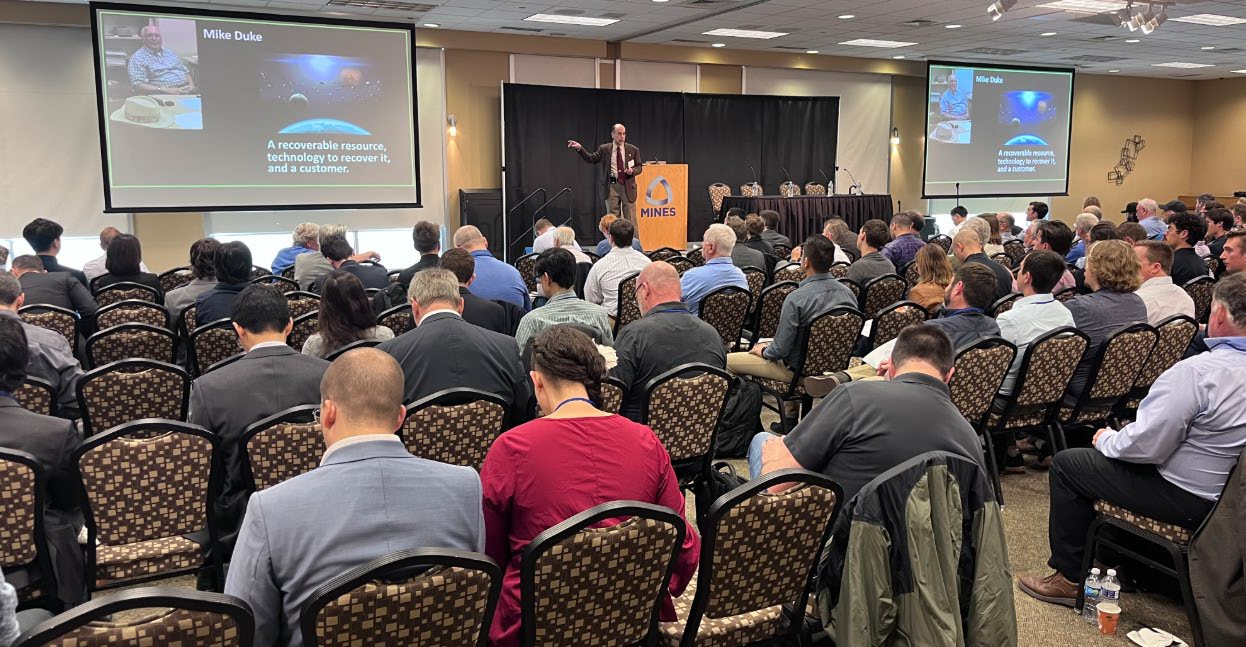 Mike Duke
A recoverable resource,
technology to recover it,
and a customer.
MINES
Mike Duke
A recoverable resource,
technology to recover it,
and a customer.